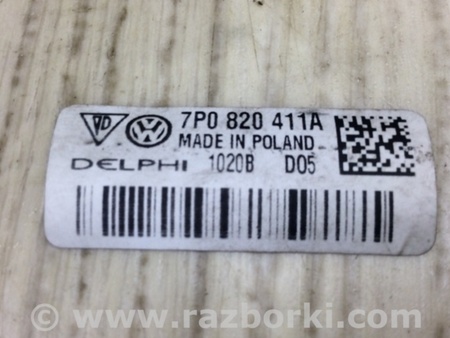 7P0 820 411A
MADE IN POLAND
DELPHI 1020B D05
© www.razborki.com